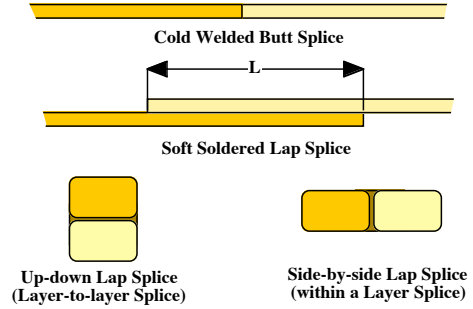 Cold Welded Butt Splice
L
Soft Soldered Lap Splice
Up-down Lap Splice
(Layer-to-layer Splice)
Side-by-side Lap Splice
(within a Layer Splice)